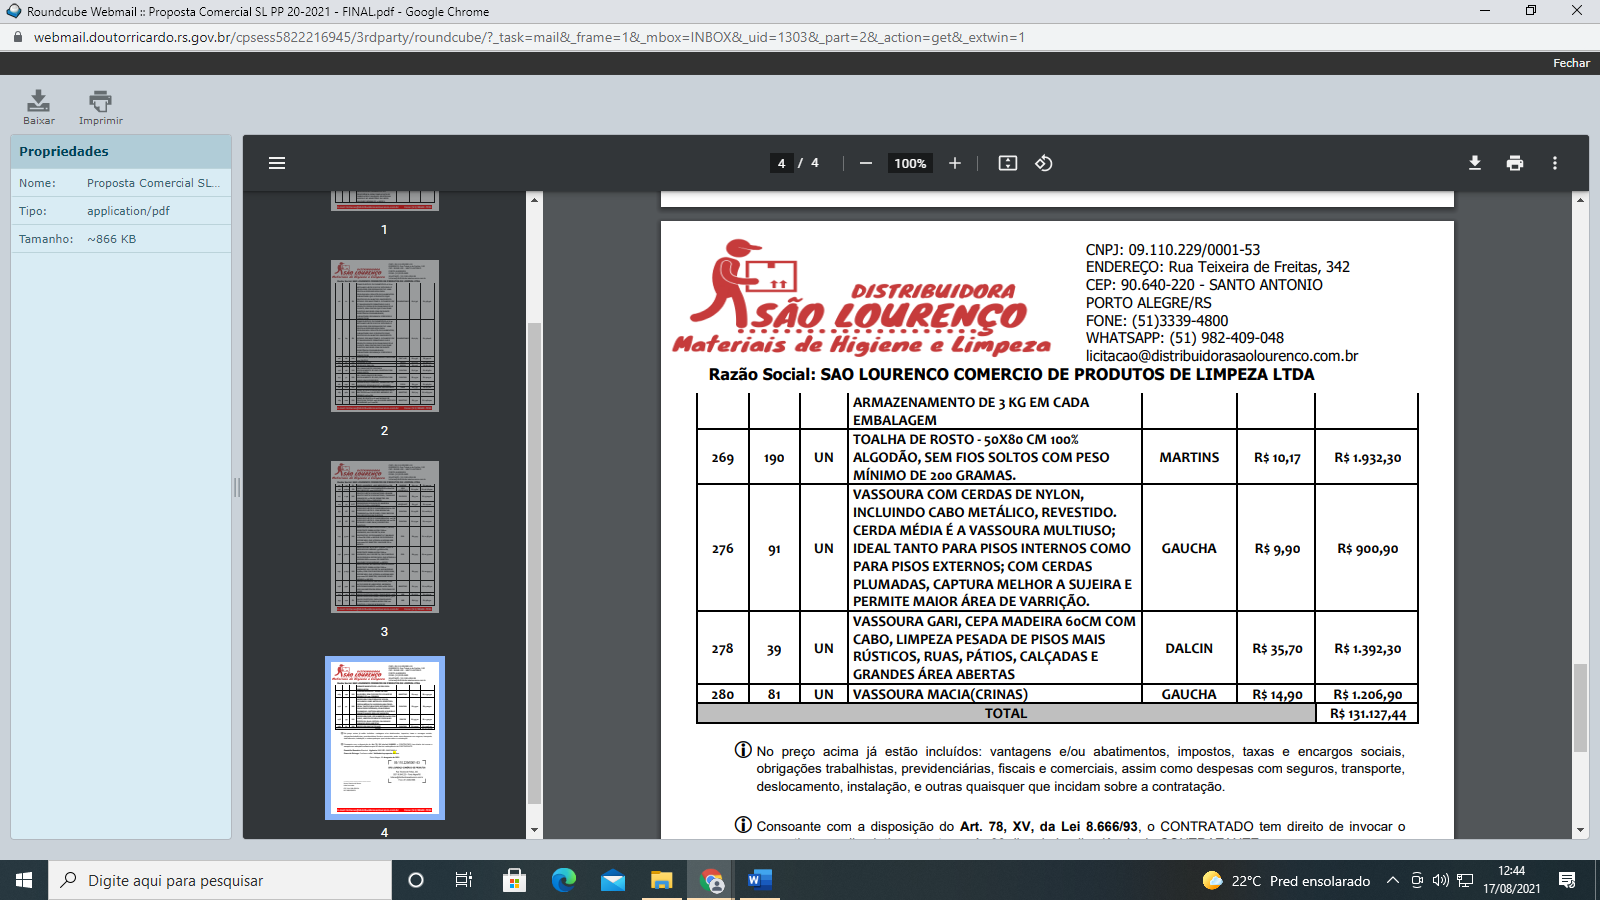 Roundcube Webmail :: Proposta Comercial SL PP 20-2021 - FINAL.pdf - Google Chrome
webmail.doutorricardo.rs.gov.br/cpsess5822216945/3rdparty/roundcube/?_task=mail&_frame=1&_mbox=INBOX&_uid=1303&_part=2&_action=get&_extwin=1
Fechar
Baixar
Imprimir
Propriedades
Nome: Proposta Comercial SL...
Tipo: application/pdf
Tamanho: ~866 KB
4 / 4
100%
1
2
3
4
DISTRIBUIDORA
SÃO LOURENÇO
Materiais de Higiene e Limpeza
CNPJ: 09.110.229/0001-53
ENDEREÇO: Rua Teixeira de Freitas, 342
CEP: 90.640-220 - SANTO ANTONIO
PORTO ALEGRE/RS
FONE: (51)3339-4800
WHATSAPP: (51) 982-409-048
licitacao@distribuidorasaolourenco.com.br
Razão Social: SAO LOURENCO COMERCIO DE PRODUTOS DE LIMPEZA LTDA
ARMAZENAMENTO DE 3 KG EM CADA
EMBALAGEM
TOALHA DE ROSTO - 50X80 CM 100%
269 190 UN ALGODÃO, SEM FIOS SOLTOS COM PESO MARTINS R$ 10,17 R$ 1.932,30
MÍNIMO DE 200 GRAMAS.
VASSOURA COM CERDAS DE NYLON,
INCLUINDO CABO METÁLICO, REVESTIDO.
CERDA MÉDIA É A VASSOURA MULTIUSO;
276 91 UN IDEAL TANTO PARA PISOS INTERNOS COMO GAUCHA R$ 9,90 R$ 900,90
PARA PISOS EXTERNOS; COM CERDAS
PLUMADAS, CAPTURA MELHOR A SUJEIRA E
PERMITE MAIOR ÁREA DE VARRIÇÃO.
VASSOURA GARI, CEPA MADEIRA 60CM COM
278 39 UN CABO, LIMPEZA PESADA DE PISOS MAIS DALCIN R$ 35,70 R$ 1.392,30
RÚSTICOS, RUAS, PÁTIOS, CALÇADAS E
GRANDES ÁREA ABERTAS
280 81 UN VASSOURA MACIA(CRINAS) GAUCHA R$ 14,90 R$ 1.206,90
TOTAL R$ 131.127,44
No preço acima já estão incluídos: vantagens e/ou abatimentos, impostos, taxas e encargos sociais,
obrigações trabalhistas, previdenciárias, fiscais e comerciais, assim como despesas com seguros, transporte,
deslocamento, instalação, e outras quaisquer que incidam sobre a contratação.
Consoante com a disposição do Art. 78, XV, da Lei 8.666/93, o CONTRATADO tem direito de invocar o
Digite aqui para pesquisar
22°C Pred ensolarado
12:44
17/08/2021